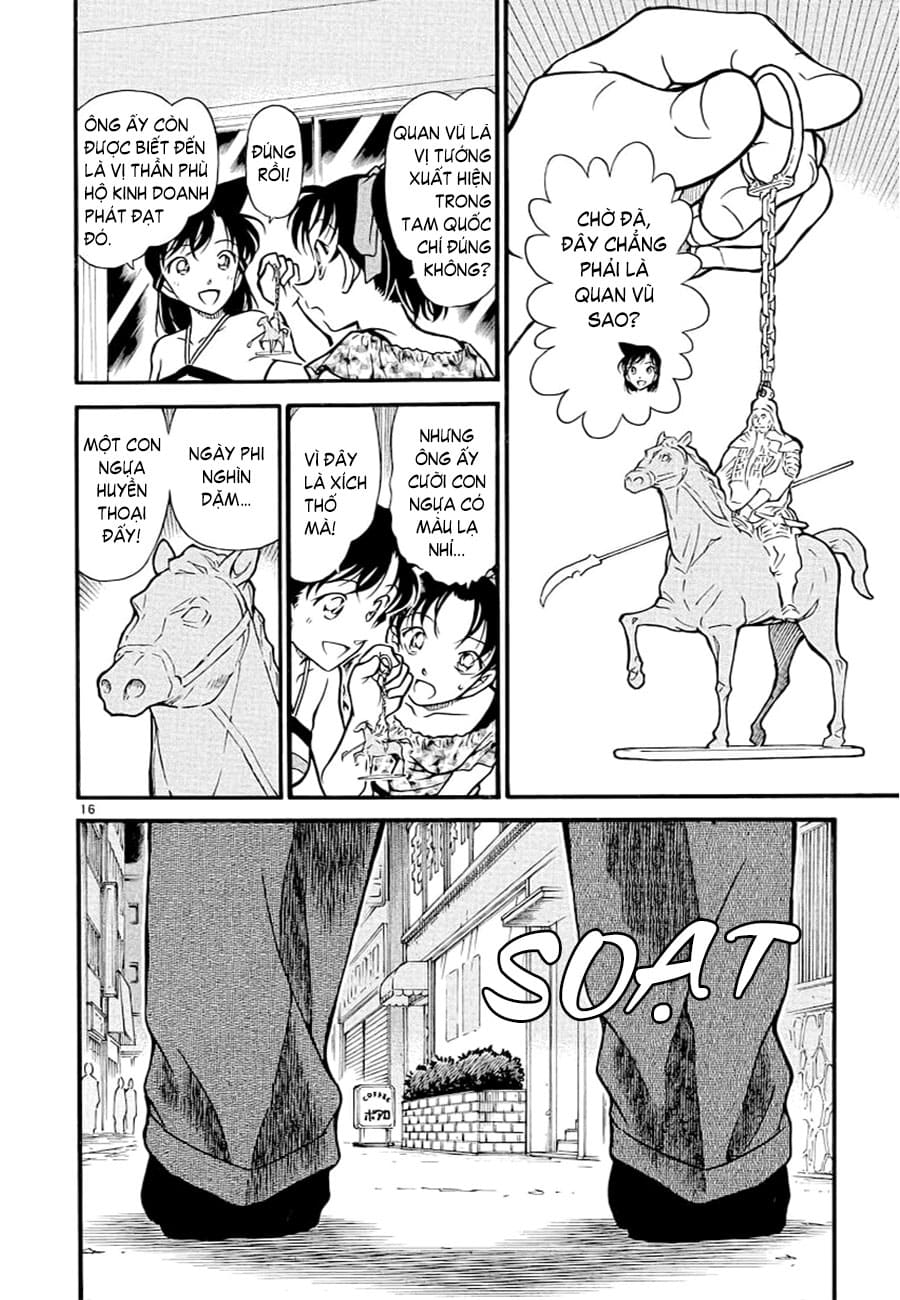 CHỜ ĐÃ,
ĐÂY CHẲNG
PHẢI LÀ
QUAN VŨ
SAO?
QUAN VŨ LÀ
VỊ TƯỚNG
XUẤT HIỆN
TRONG
TAM QUỐC
CHÍ ĐÚNG
KHÔNG?
ĐÚNG
RỒI!
ÔNG ẤY CÒN
ĐƯỢC BIẾT ĐẾN
LÀ VỊ THẦN PHÙ
HỘ KINH DOANH
PHÁT ĐẠT
ĐÓ.
NHƯNG
ÔNG ẤY
CƯỜI CON
NGỰA CÓ
MÀU LẠ
NHỈ...
VÌ ĐÂY
LÀ XÍCH
THỐ
MÀ!
NGÀY PHI
NGHÌN
DẶM...
MỘT CON
NGỰA
HUYỀN
THOẠI
ĐẤY!
16
SOẠT
COFFEE
ポアロ